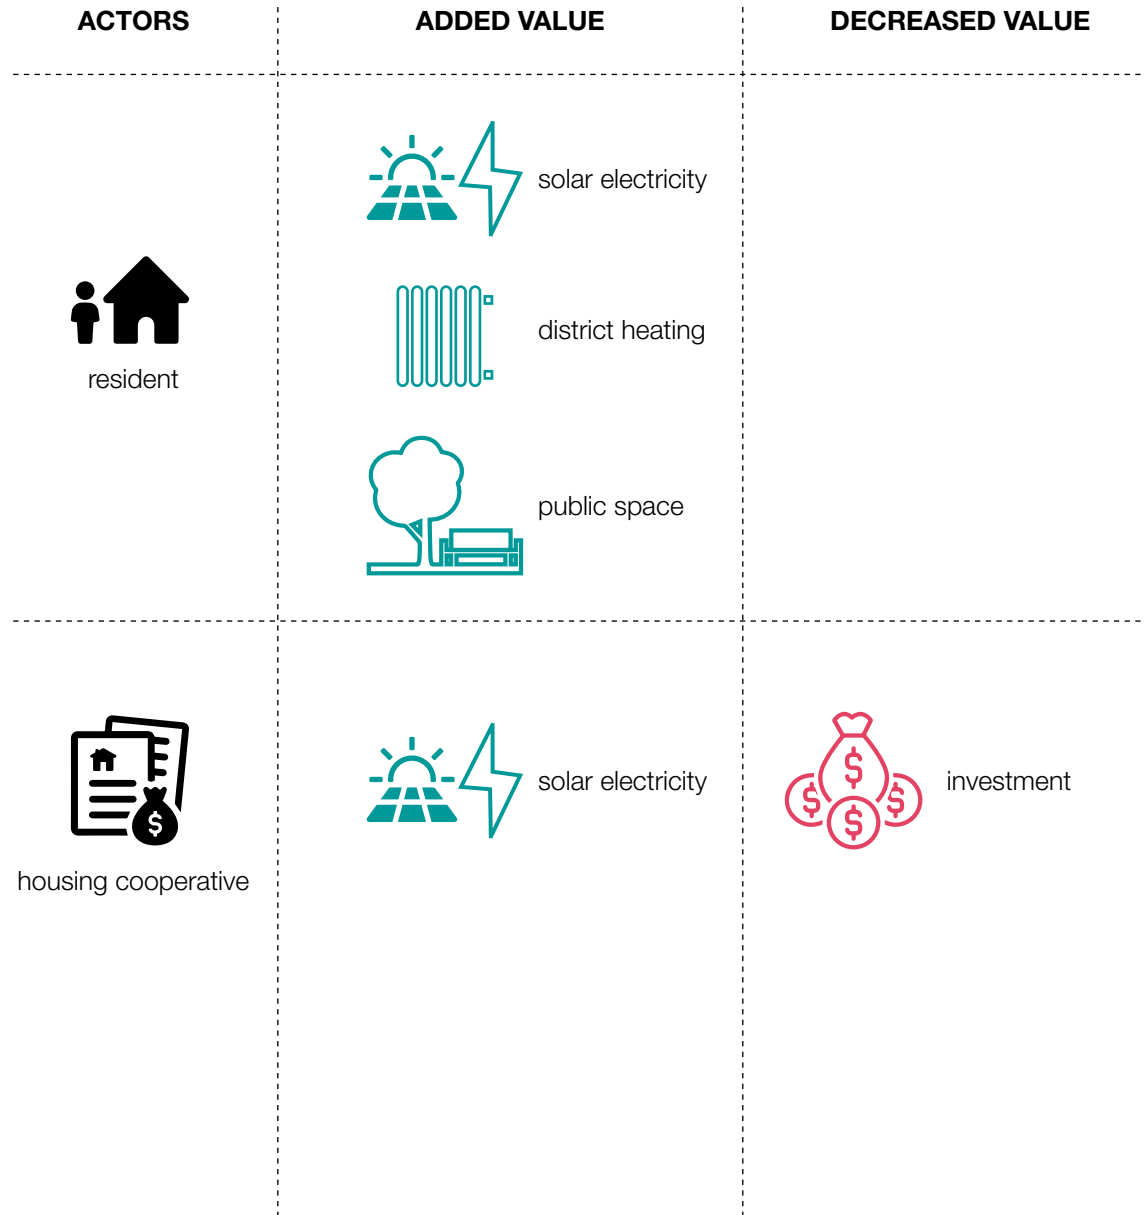 ACTORS
ADDED VALUE
DECREASED VALUE
solar electricity
district heating
resident
public space
$
solar electricity
$
$
$
$
investment
housing cooperative